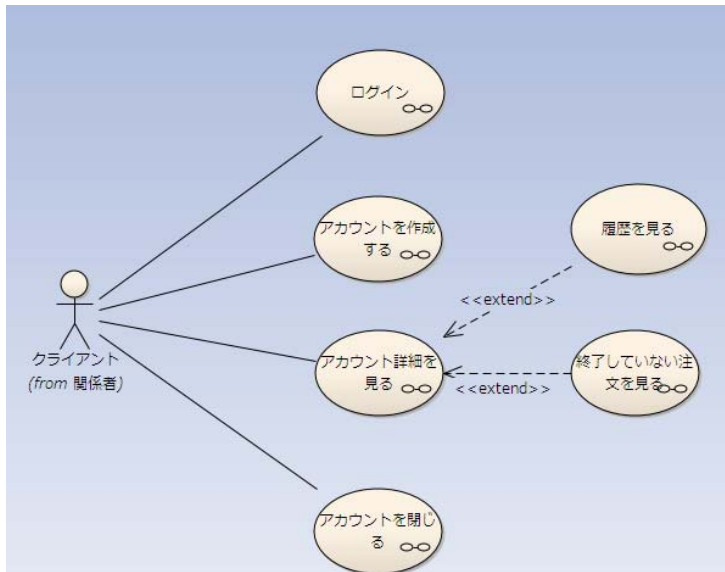 ログイン
アカウントを作成
する
履歴を見る
<<extend>>
クライアント
(from 関係者)
アカウント詳細を
見る
終了していない注
文を見る
<<extend>>
アカウントを閉じ
る